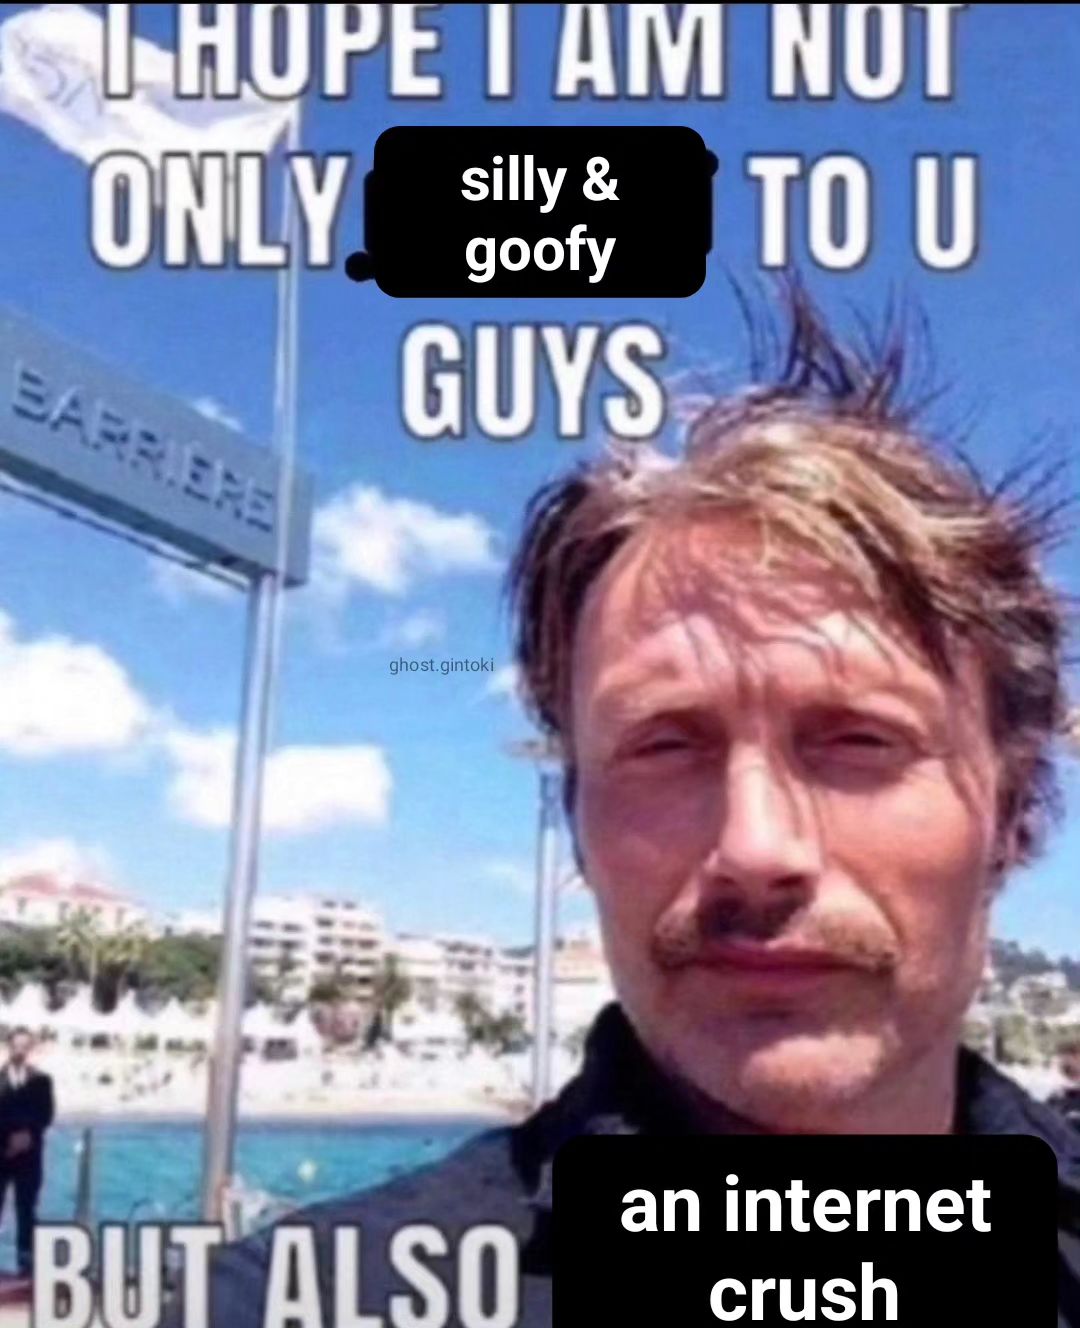 I HOPE I AM NOT
ONLY silly & goofy TO U
GUYS
BARRIERE
ghost.gintoki
BUT ALSO an internet crush